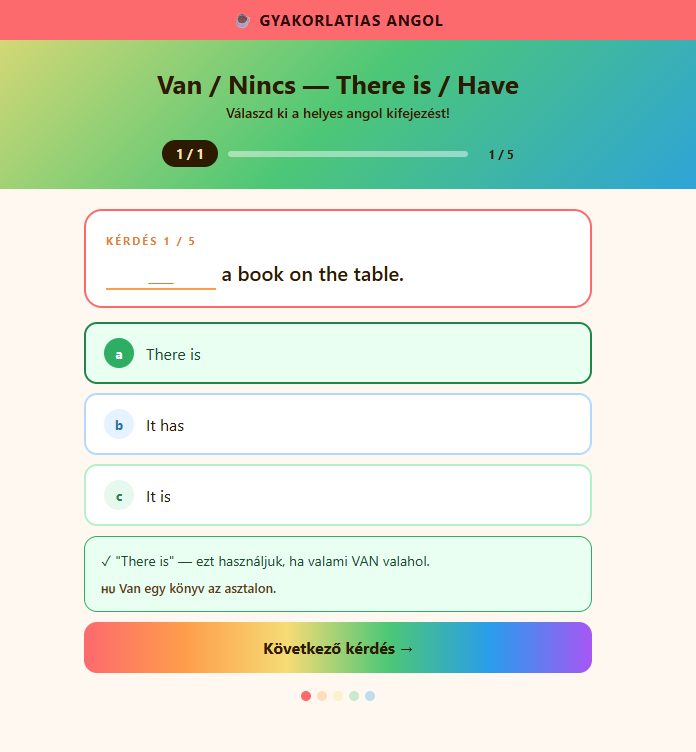 GYAKORLATIAS ANGOL
Van / Nincs — There is / Have
Válaszd ki a helyes angol kifejezést!
1 / 1
1 / 5
KÉRDÉS 1 / 5
___ a book on the table.
a There is
b It has
c It is
✓ "There is" — ezt használjuk, ha valami VAN valahol.
HU Van egy könyv az asztalon.
Következő kérdés →